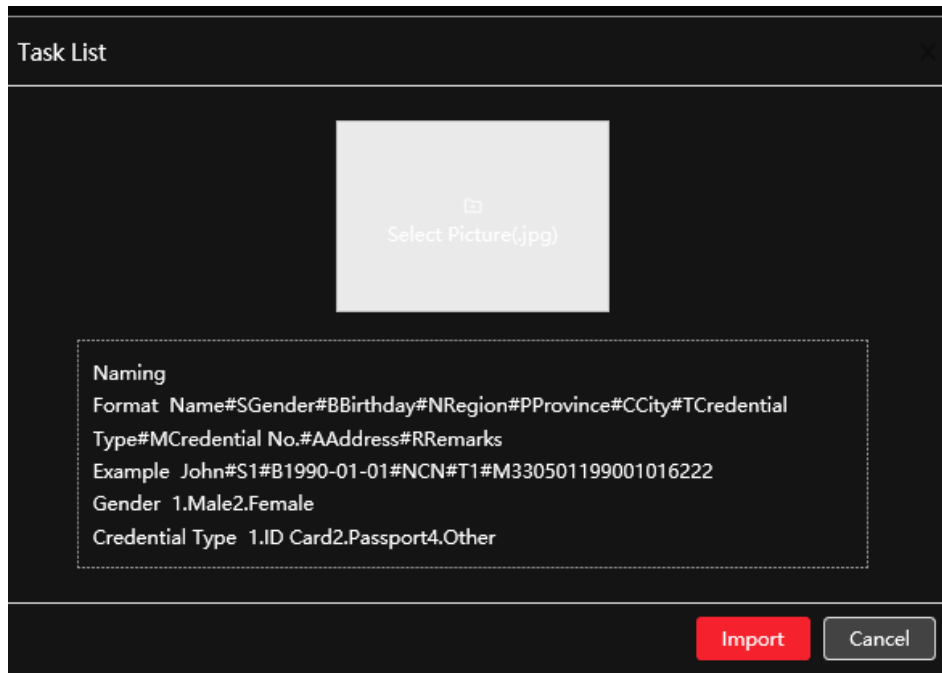 Task List
Select Picture(.jpg)
Naming
Format  Name#SGender#BBirthday#NRegion#PProvince#CCity#TCredential
Type#MCredential No.#AAddress#RRemarks
Example  John#S1#B1990-01-01#NCN#T1#M330501199001016222
Gender  1.Male2.Female
Credential Type  1.ID Card2.Passport4.Other
Import
Cancel